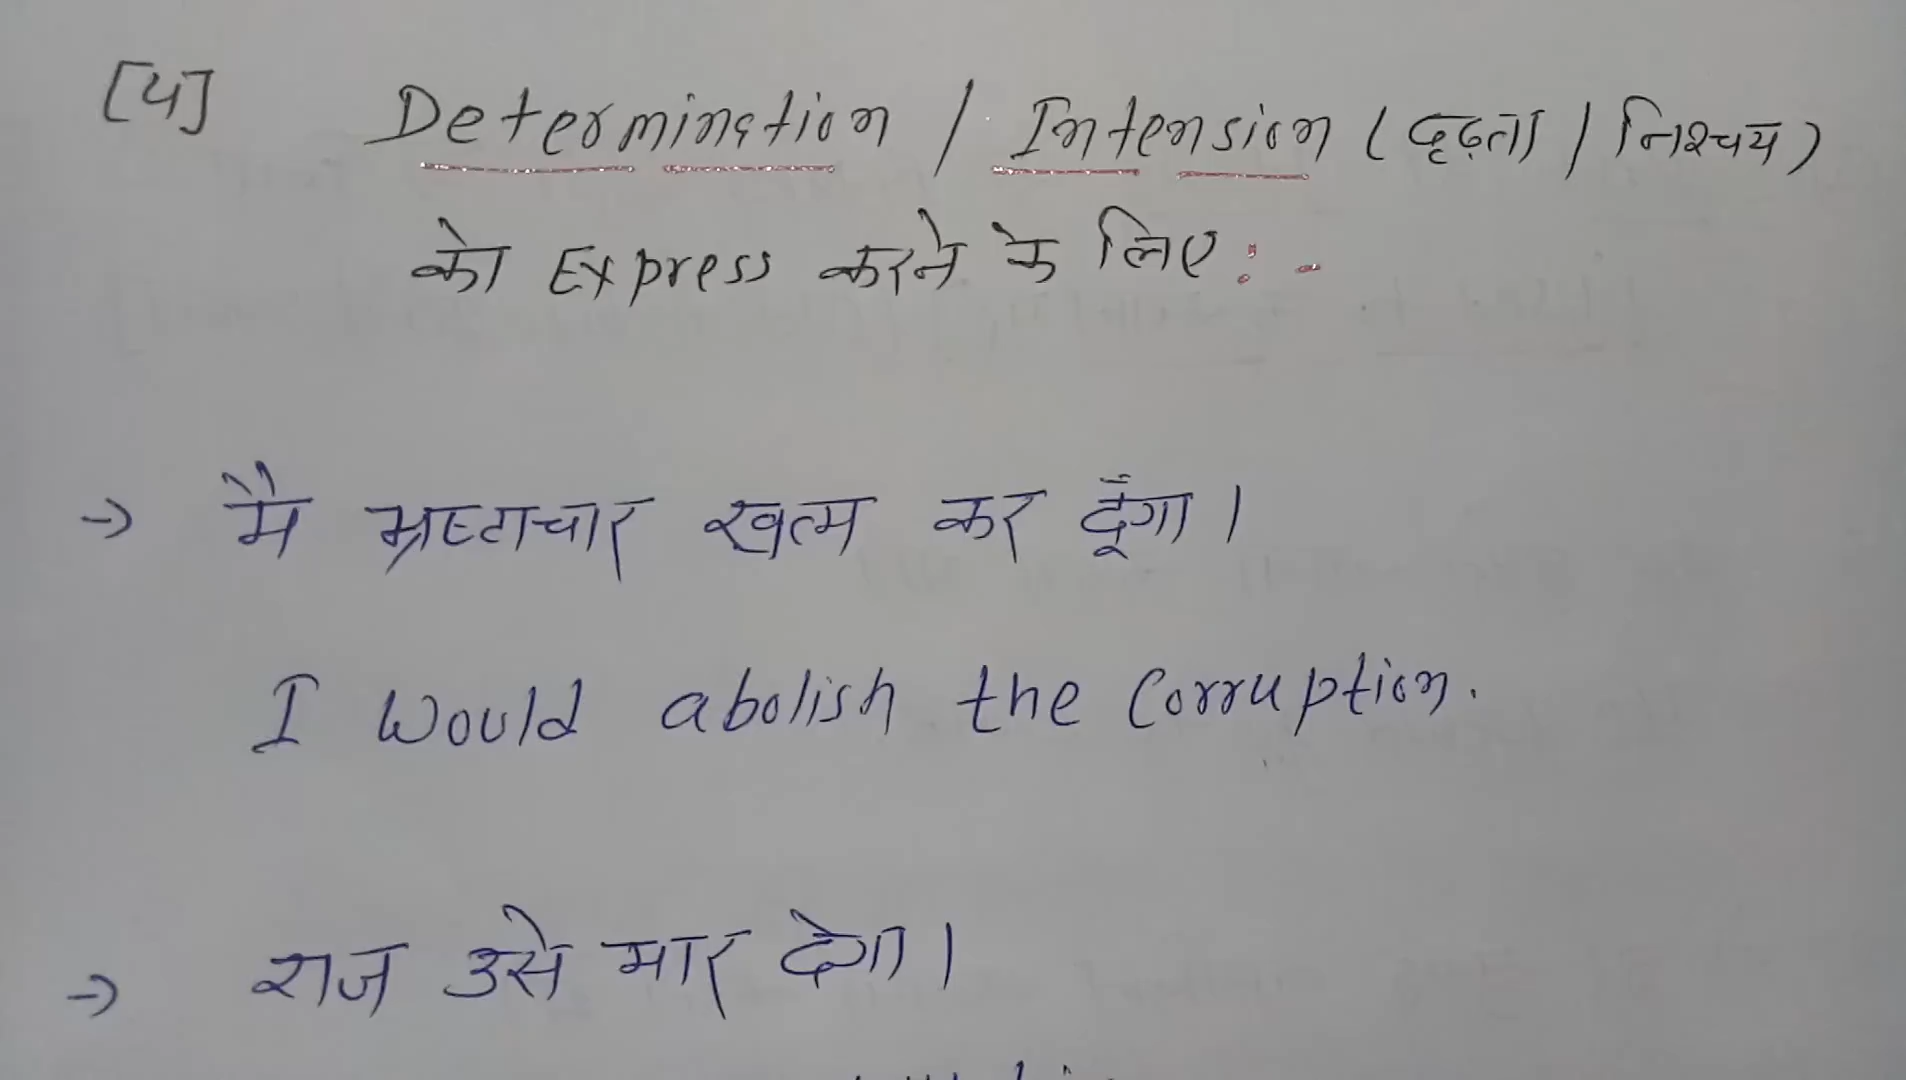 [4] Determination / Intension (दृढ़ता / निश्चय)
को Express करने के लिए :-
→ मै भ्रष्टाचार खत्म कर दूँगा।
I would abolish the corruption.
→ राज उसे मार देगा।